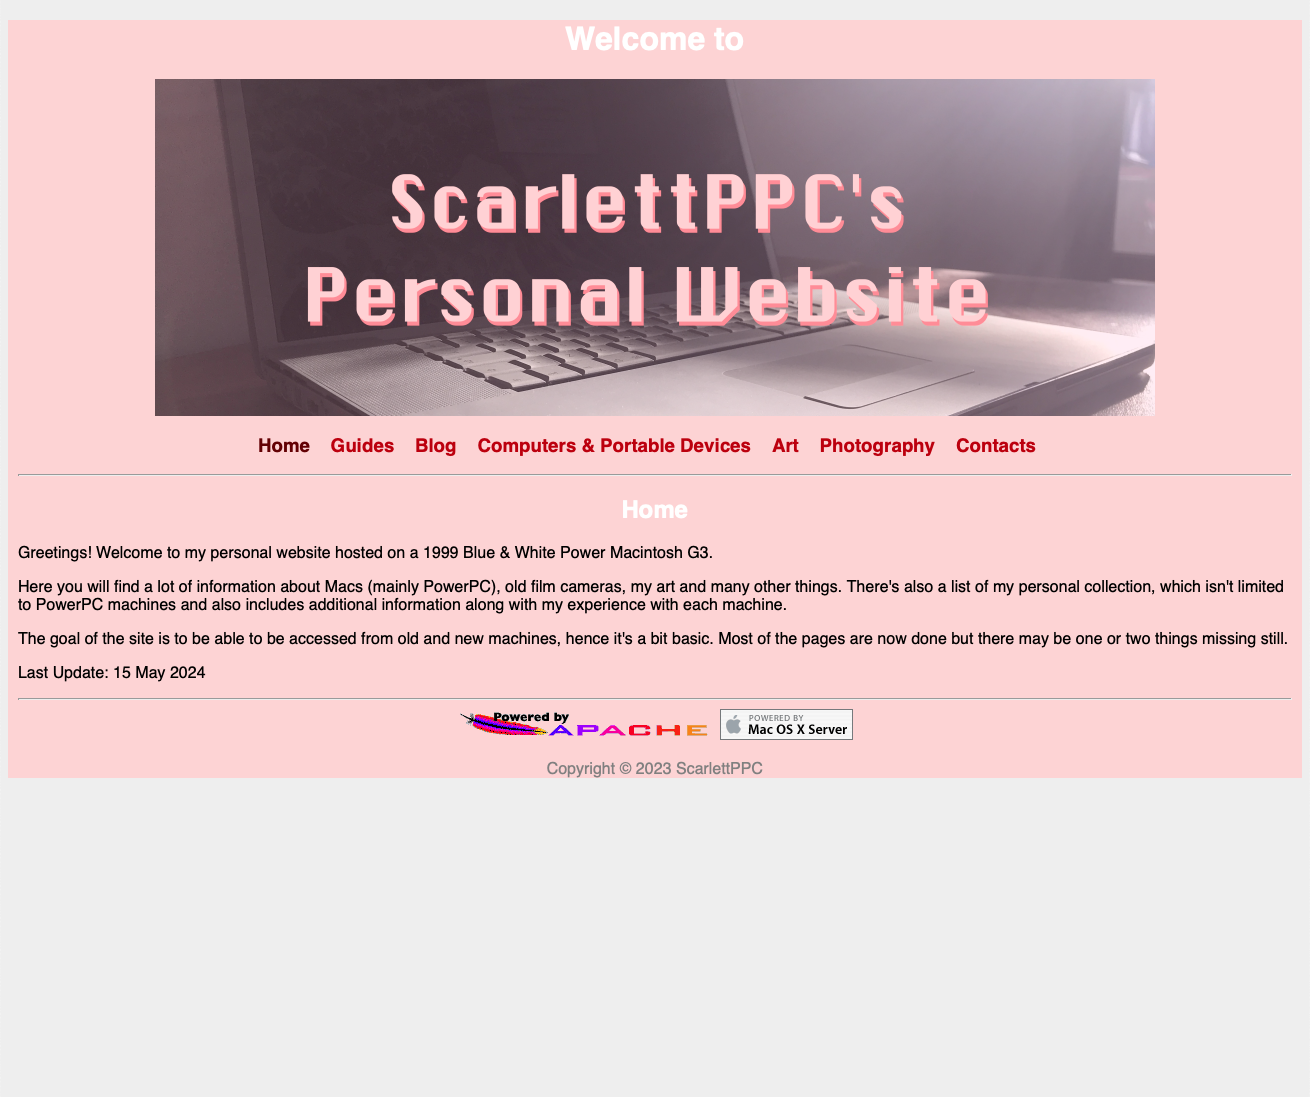 Welcome to
ScarlettPPC's
Personal Website
Home Guides Blog Computers & Portable Devices Art Photography Contacts
Home
Greetings! Welcome to my personal website hosted on a 1999 Blue & White Power Macintosh G3.
Here you will find a lot of information about Macs (mainly PowerPC), old film cameras, my art and many other things. There's also a list of my personal collection, which isn't limited
to PowerPC machines and also includes additional information along with my experience with each machine.
The goal of the site is to be able to be accessed from old and new machines, hence it's a bit basic. Most of the pages are now done but there may be one or two things missing still.
Last Update: 15 May 2024
Powered by
APACHE
POWERED BY
Mac OS X Server
Copyright © 2023 ScarlettPPC